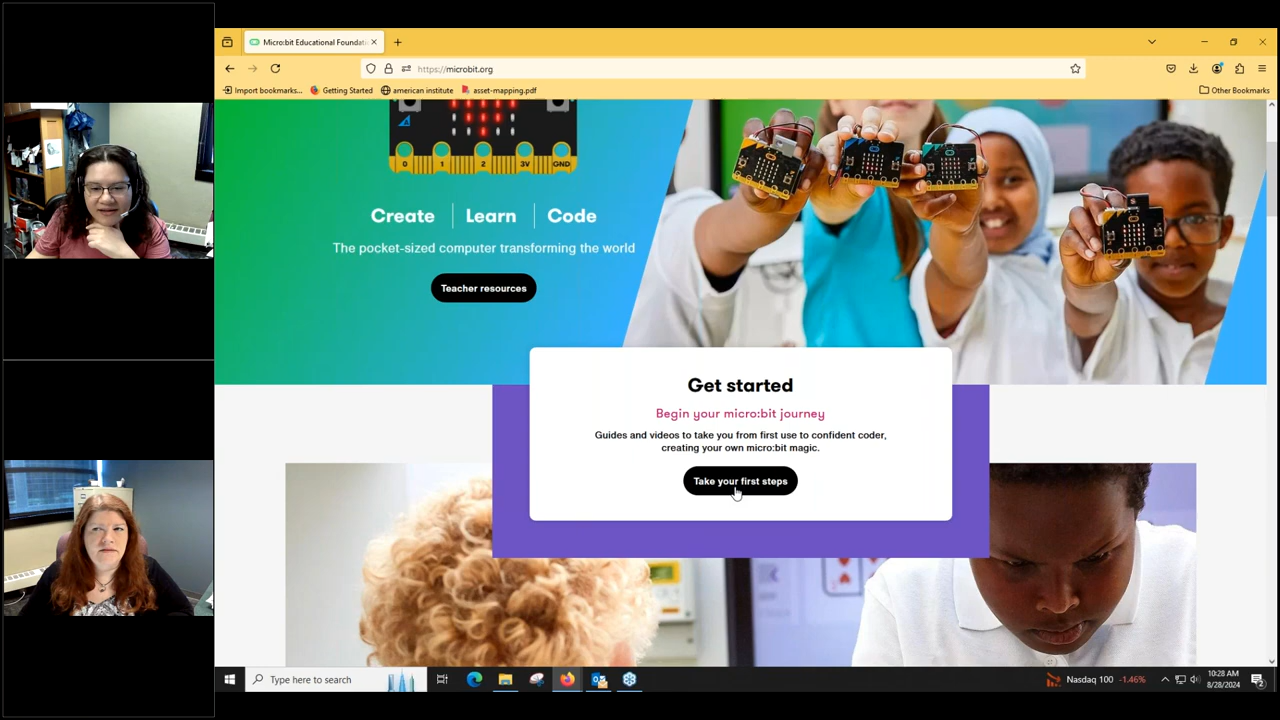 Micro:bit Educational Foundati
https://microbit.org
Import bookmarks...
Getting Started
american institute
asset-mapping.pdf
Other Bookmarks
0 1 2 3V GND
Create | Learn | Code
The pocket-sized computer transforming the world
Teacher resources
Get started
Begin your micro:bit journey
Guides and videos to take you from first use to confident coder,
creating your own micro:bit magic.
Take your first steps
Type here to search
Nasdaq 100 -1.46%
10:28 AM
8/28/2024
2